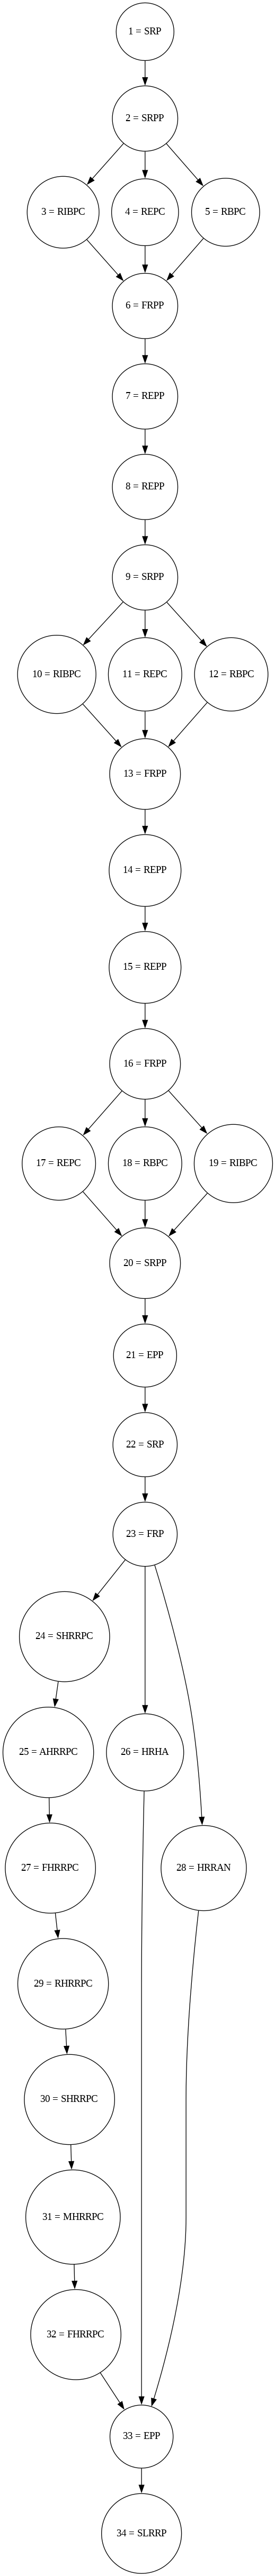 1 = SRP
2 = SRPP
3 = RIBPC
4 = REPC
5 = RBPC
6 = FRPP
7 = REPP
8 = REPP
9 = SRPP
10 = RIBPC
11 = REPC
12 = RBPC
13 = FRPP
14 = REPP
15 = REPP
16 = FRPP
17 = REPC
18 = RBPC
19 = RIBPC
20 = SRPP
21 = EPP
22 = SRP
23 = FRP
24 = SHRRPC
25 = AHRRPC
26 = HRHA
27 = FHRRPC
28 = HRRAN
29 = RHRRPC
30 = SHRRPC
31 = MHRRPC
32 = FHRRPC
33 = EPP
34 = SLRRP